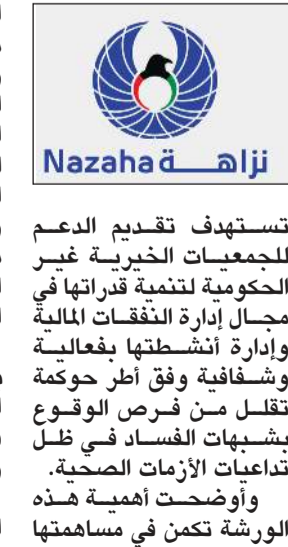 نزاهة Nazaha
تستهدف تقديم الدعم
للجمعيات الخيرية غير
الحكومية لتنمية قدراتها في
مجال إدارة النفقات المالية
وإدارة أنشطتها بفعالية
وشفافية وفق أطر حوكمة
تقلل من فرص الوقوع
بشبهات الفساد في ظل
تداعيات الأزمات الصحية.
وأوضحت أهمية هذه
الورشة تكمن في مساهمتها